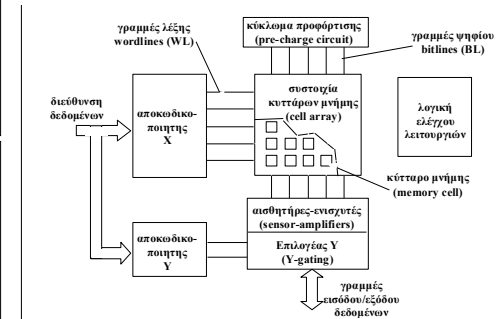 γραμμές λέξης
wordlines (WL)
κύκλωμα προφόρτισης
(pre-charge circuit)
γραμμές ψηφίου
bitlines (BL)
διεύθυνση
δεδομένων
αποκωδικο-
ποιητης
X
συστοιχία
κυττάρων μνήμης
(cell array)
λογική
ελέγχου
λειτουργιών
κύτταρο μνήμης
(memory cell)
αισθητήρες-ενισχυτές
(sensor-amplifiers)
αποκωδικο-
ποιητης
Y
Επιλογέας Y
(Y-gating)
γραμμές
εισόδου/εξόδου
δεδομένων